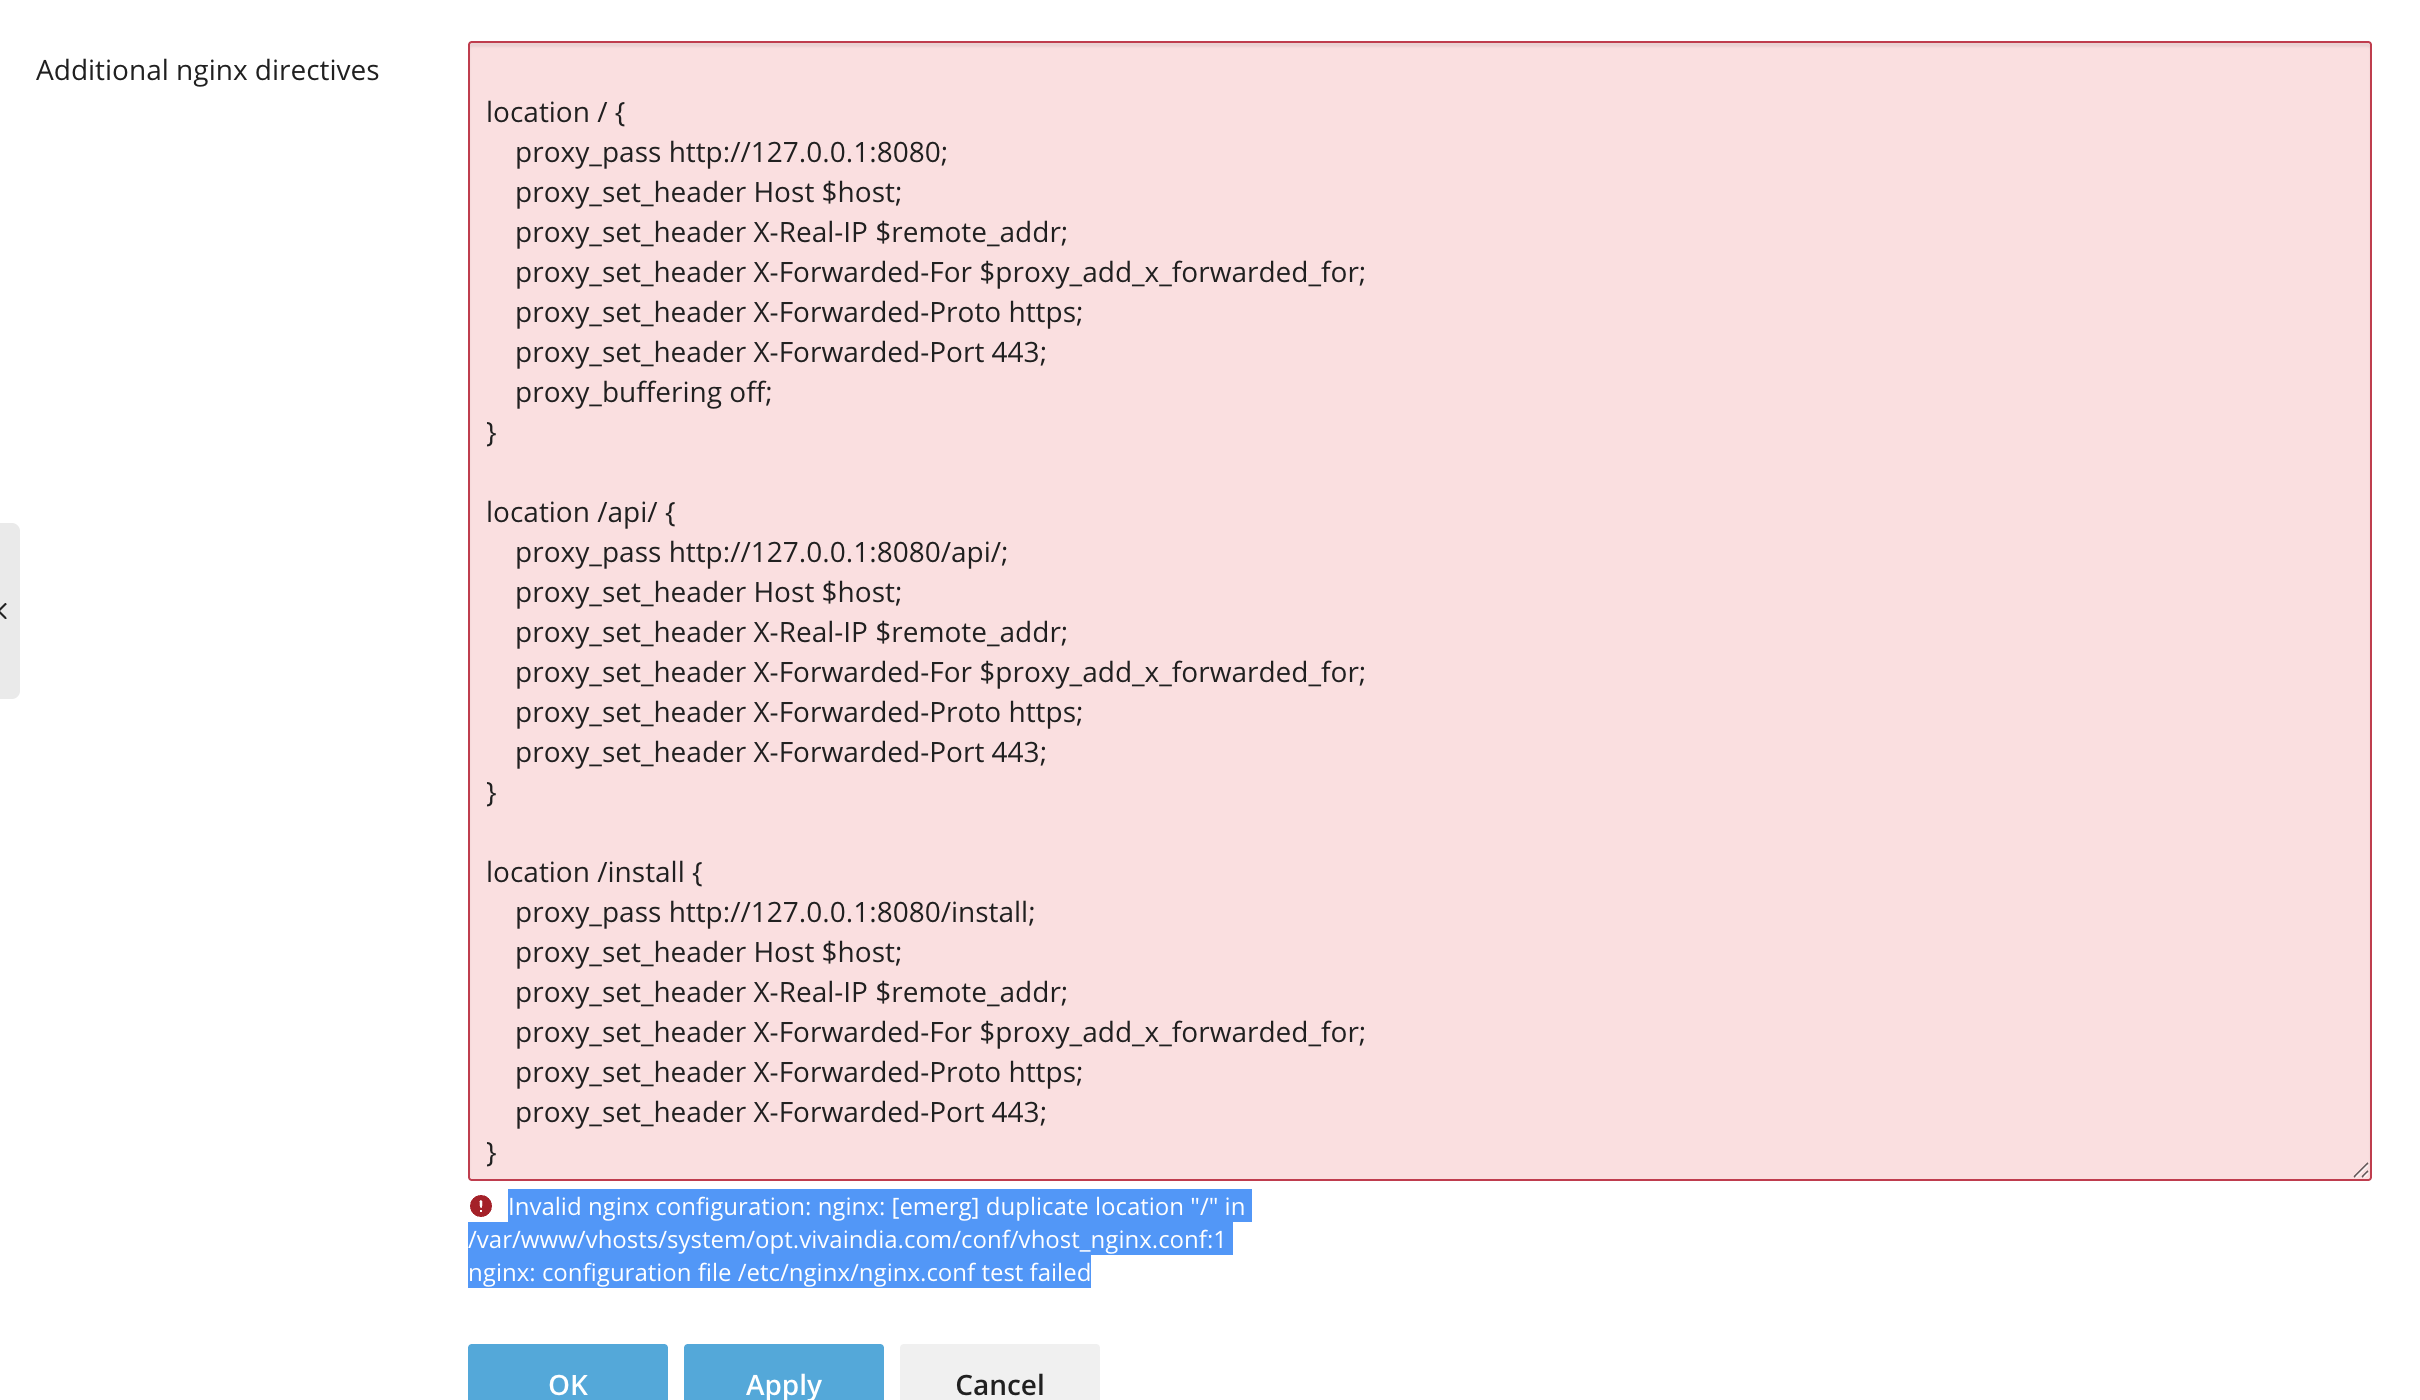 Additional nginx directives
location / {
proxy_pass http://127.0.0.1:8080;
proxy_set_header Host $host;
proxy_set_header X-Real-IP $remote_addr;
proxy_set_header X-Forwarded-For $proxy_add_x_forwarded_for;
proxy_set_header X-Forwarded-Proto https;
proxy_set_header X-Forwarded-Port 443;
proxy_buffering off;
}
location /api/ {
proxy_pass http://127.0.0.1:8080/api/;
proxy_set_header Host $host;
proxy_set_header X-Real-IP $remote_addr;
proxy_set_header X-Forwarded-For $proxy_add_x_forwarded_for;
proxy_set_header X-Forwarded-Proto https;
proxy_set_header X-Forwarded-Port 443;
}
location /install {
proxy_pass http://127.0.0.1:8080/install;
proxy_set_header Host $host;
proxy_set_header X-Real-IP $remote_addr;
proxy_set_header X-Forwarded-For $proxy_add_x_forwarded_for;
proxy_set_header X-Forwarded-Proto https;
proxy_set_header X-Forwarded-Port 443;
}
Invalid nginx configuration: nginx: [emerg] duplicate location "/" in
/var/www/vhosts/system/opt.vivaindia.com/conf/vhost_nginx.conf:1
nginx: configuration file /etc/nginx/nginx.conf test failed
OK
Apply
Cancel